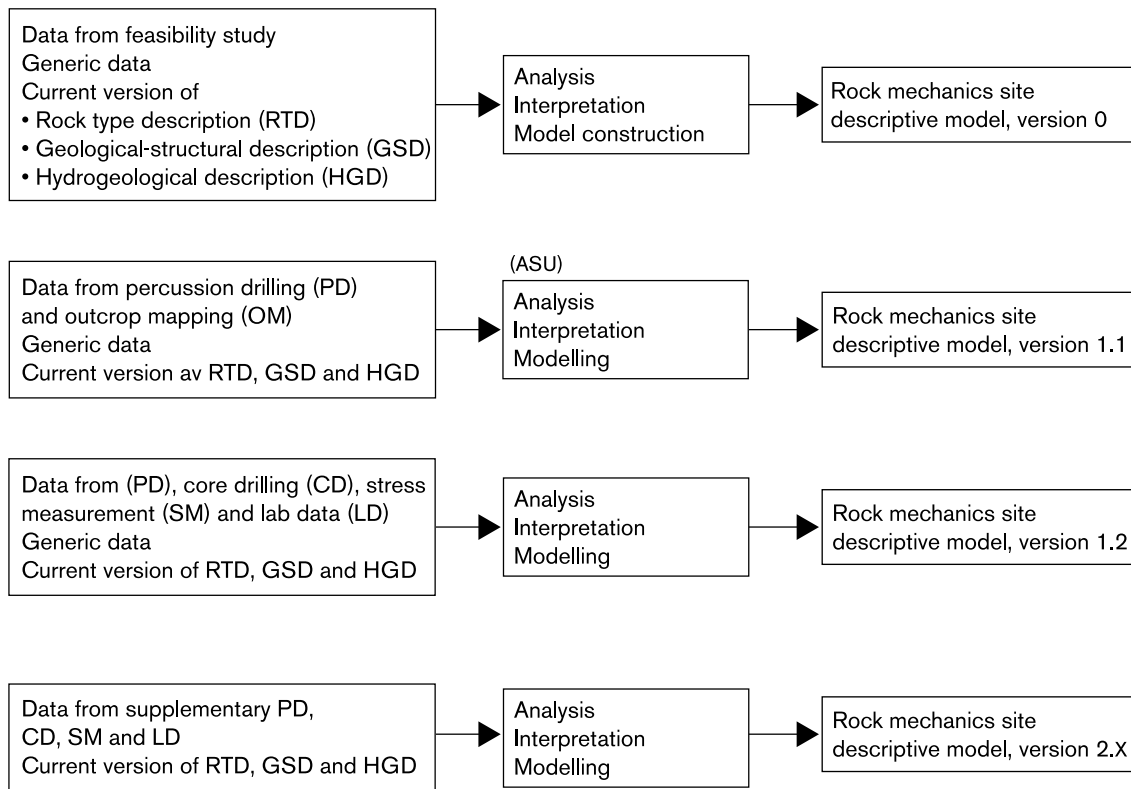 Data from feasibility study
Generic data
Current version of
• Rock type description (RTD)
• Geological-structural description (GSD)
• Hydrogeological description (HGD)
Analysis
Interpretation
Model construction
Rock mechanics site
descriptive model, version 0
Data from percussion drilling (PD)
and outcrop mapping (OM)
Generic data
Current version av RTD, GSD and HGD
(ASU)
Analysis
Interpretation
Modelling
Rock mechanics site
descriptive model, version 1.1
Data from (PD), core drilling (CD), stress
measurement (SM) and lab data (LD)
Generic data
Current version of RTD, GSD and HGD
Analysis
Interpretation
Modelling
Rock mechanics site
descriptive model, version 1.2
Data from supplementary PD,
CD, SM and LD
Current version of RTD, GSD and HGD
Analysis
Interpretation
Modelling
Rock mechanics site
descriptive model, version 2.X